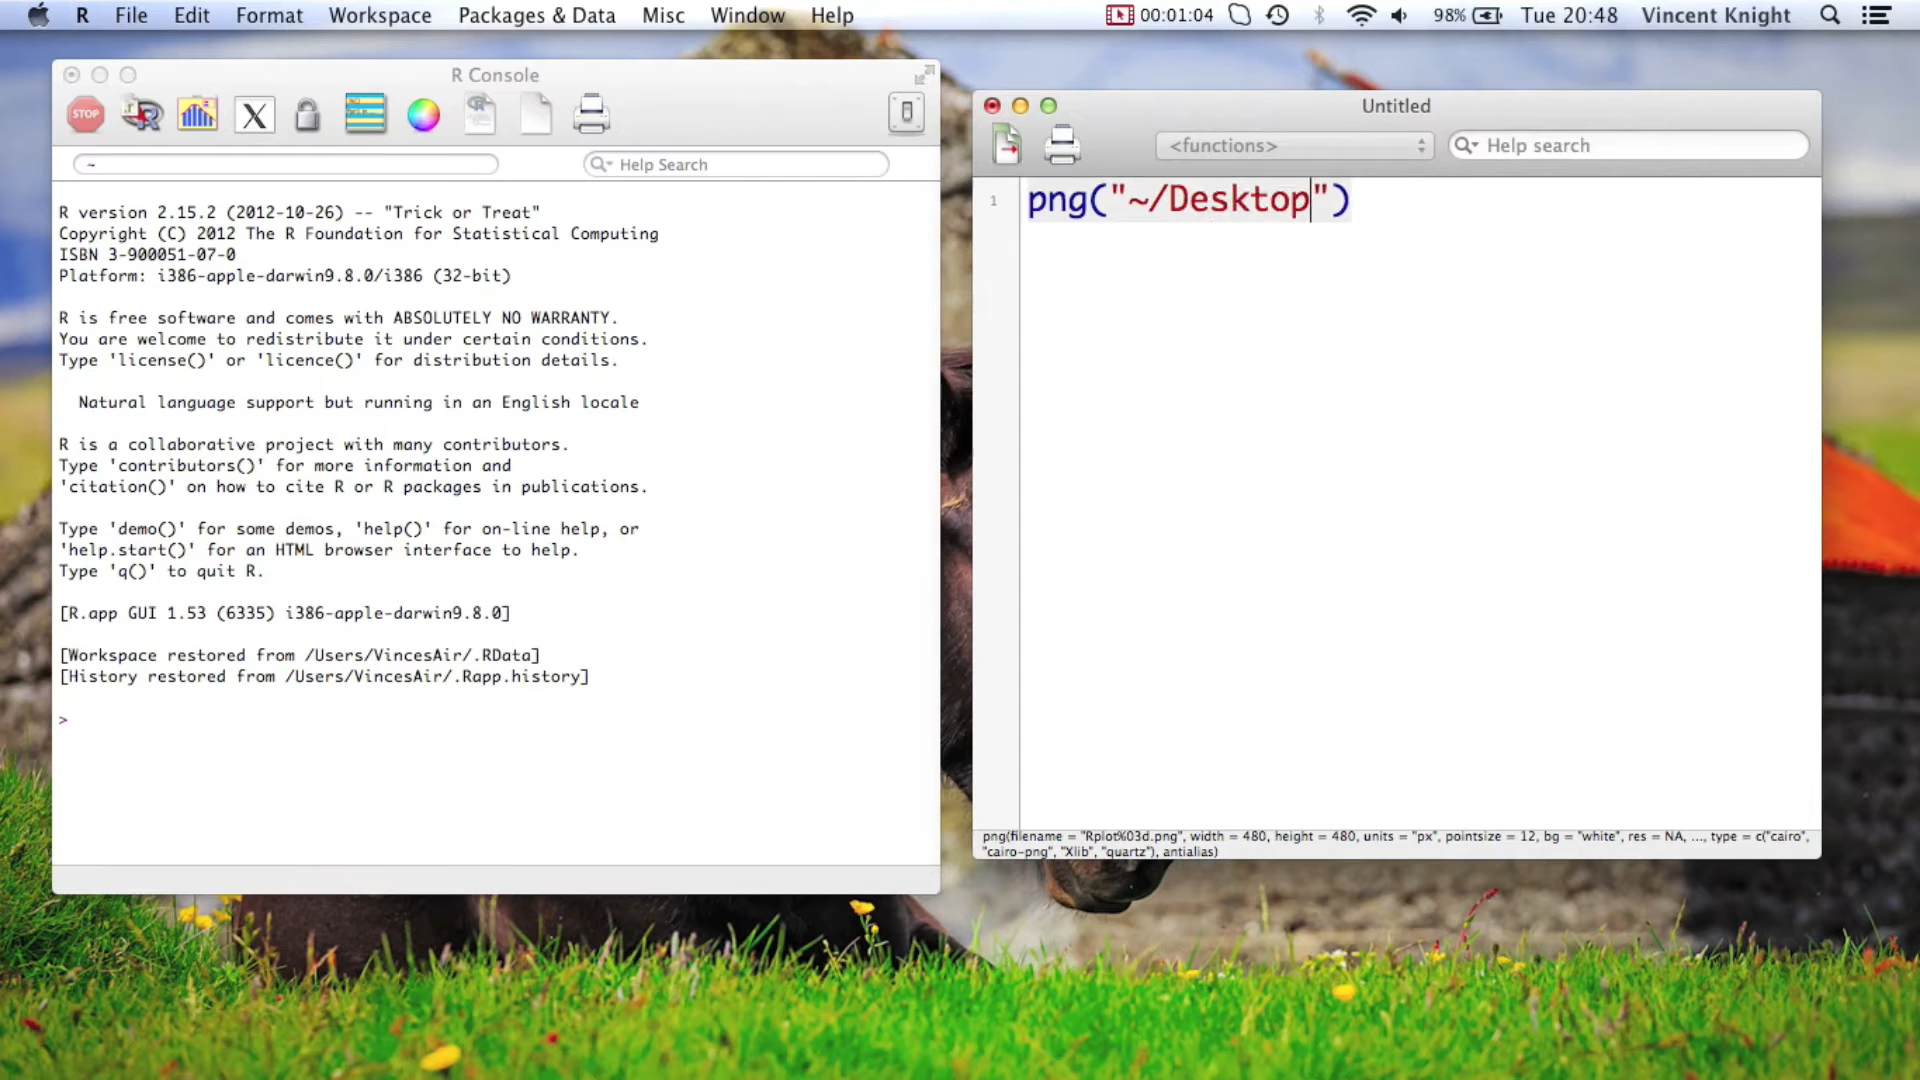 R File Edit Format Workspace Packages & Data Misc Window Help 00:01:04 98% Tue 20:48 Vincent Knight
R Console
STOP R X
~ Help Search
R version 2.15.2 (2012-10-26) -- "Trick or Treat"
Copyright (C) 2012 The R Foundation for Statistical Computing
ISBN 3-900051-07-0
Platform: i386-apple-darwin9.8.0/i386 (32-bit)
R is free software and comes with ABSOLUTELY NO WARRANTY.
You are welcome to redistribute it under certain conditions.
Type 'license()' or 'licence()' for distribution details.
Natural language support but running in an English locale
R is a collaborative project with many contributors.
Type 'contributors()' for more information and
'citation()' on how to cite R or R packages in publications.
Type 'demo()' for some demos, 'help()' for on-line help, or
'help.start()' for an HTML browser interface to help.
Type 'q()' to quit R.
[R.app GUI 1.53 (6335) i386-apple-darwin9.8.0]
[Workspace restored from /Users/VincesAir/.RData]
[History restored from /Users/VincesAir/.Rapp.history]
>
Untitled
<functions> Help search
1 png("~/Desktop")
png(filename = "Rplot%03d.png", width = 480, height = 480, units = "px", pointsize = 12, bg = "white", res = NA, ..., type = c("cairo",
"cairo-png", "Xlib", "quartz"), antialias)